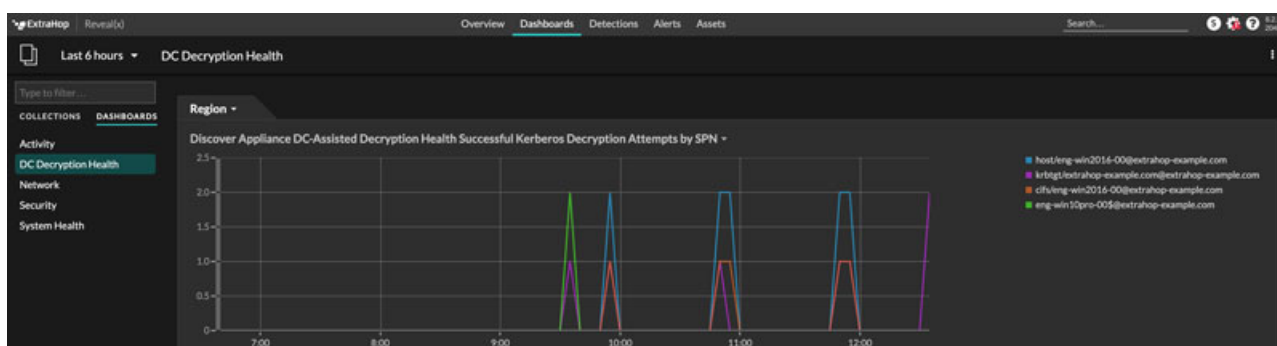 ExtraHop Reveal(x) Overview Dashboards Detections Alerts Assets Search... S ?
Last 6 hours DC Decryption Health
Type to filter...
COLLECTIONS DASHBOARDS
Activity
DC Decryption Health
Network
Security
System Health
Region
Discover Appliance DC-Assisted Decryption Health Successful Kerberos Decryption Attempts by SPN
2.5
2.0
1.5
1.0
0.5
0
7:00 8:00 9:00 10:00 11:00 12:00
host/eng-win2016-00@extrahop-example.com
krbtgt/extrahop-example.com@extrahop-example.com
cifs/eng-win2016-00@extrahop-example.com
eng-win10pro-00$@extrahop-example.com